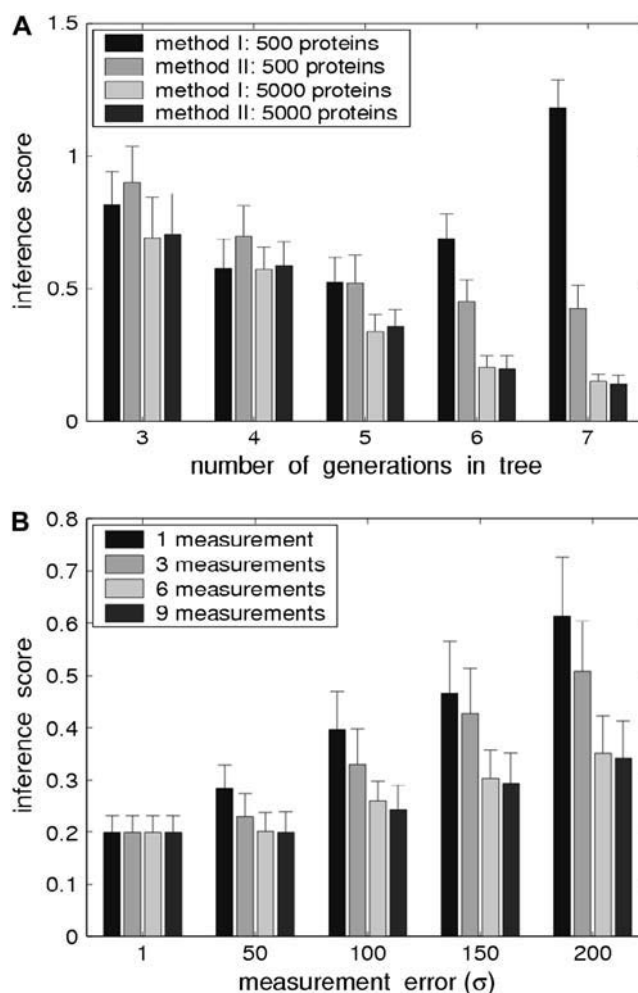 A
1.5
method I: 500 proteins
method II: 500 proteins
method I: 5000 proteins
method II: 5000 proteins
1
0.5
0
inference score
3 4 5 6 7
number of generations in tree
B
0.8
1 measurement
3 measurements
6 measurements
9 measurements
0.7
0.6
0.5
0.4
0.3
0.2
0.1
0
inference score
1 50 100 150 200
measurement error (σ)